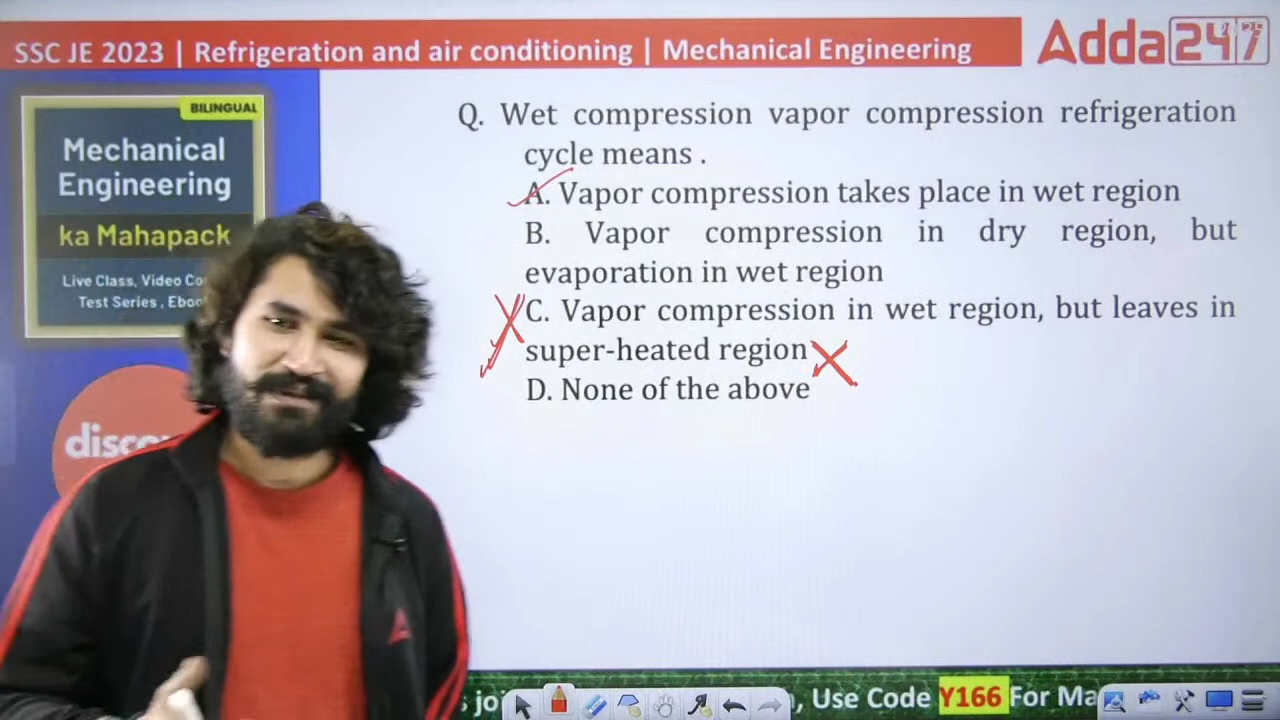 SSC JE 2023 | Refrigeration and air conditioning | Mechanical Engineering
Adda 247
BILINGUAL
Mechanical
Engineering
ka Mahapack
Live Class, Video
Test Series , Ebook
Q. Wet compression vapor compression refrigeration
cycle means .
A. Vapor compression takes place in wet region
B. Vapor compression in dry region, but
evaporation in wet region
C. Vapor compression in wet region, but leaves in
super-heated region
D. None of the above
, Use Code Y166 For